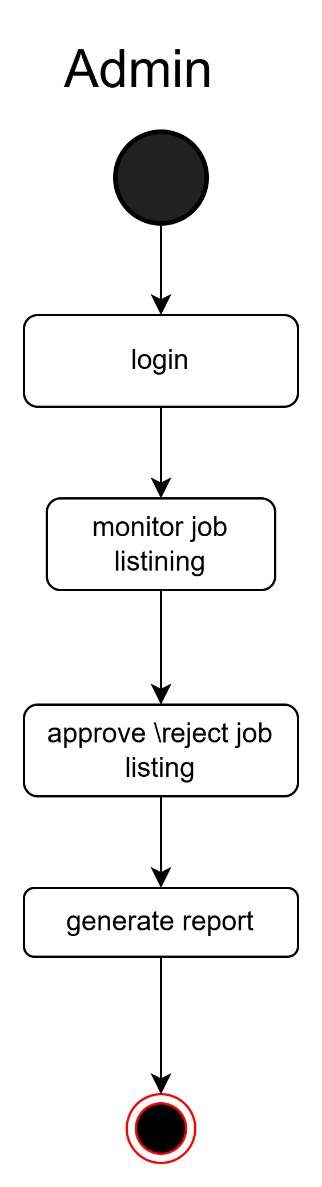 Admin
login
monitor job
listining
approve \reject job
listing
generate report